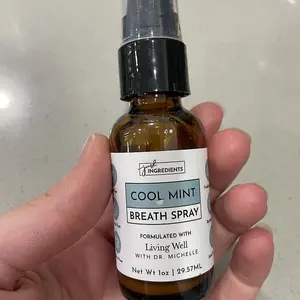 just
INGREDIENTS
COOL MINT
BREATH SPRAY
FORMULATED WITH
Living Well
WITH DR. MICHELLE
Net Wt 1oz | 29.57ML